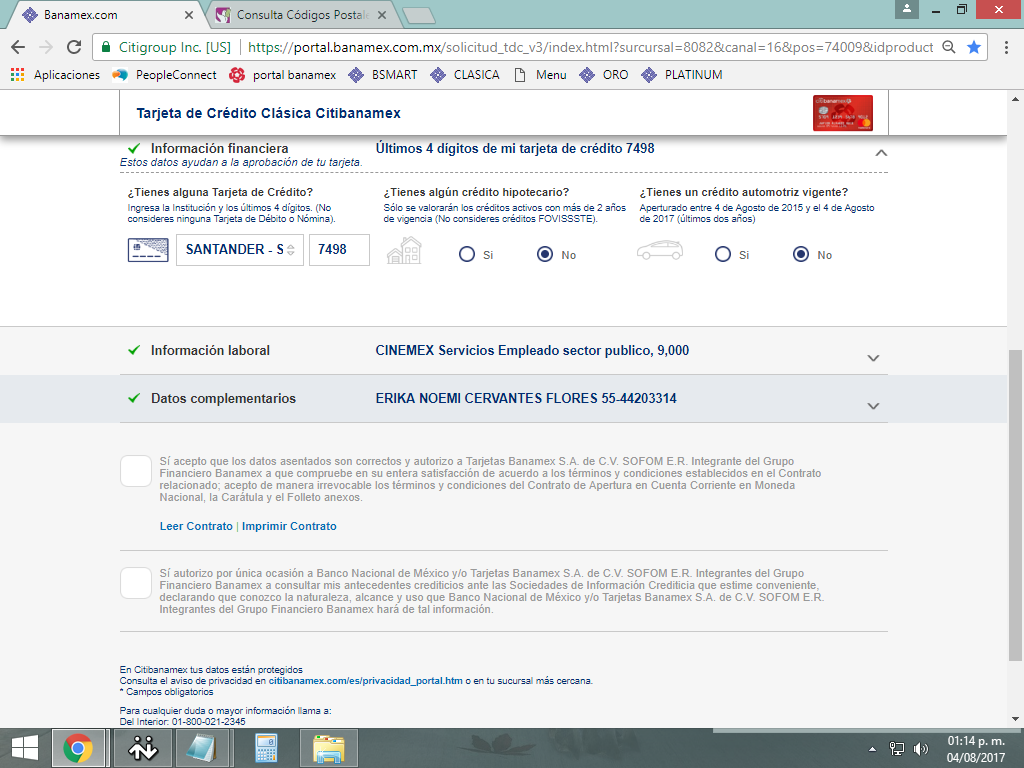 Banamex.com
Consulta Códigos Postale
Citigroup Inc. [US]
https://portal.banamex.com.mx/solicitud_tdc_v3/index.html?surcursal=8082&canal=16&pos=74009&idproduct
Aplicaciones
PeopleConnect
portal banamex
BSMART
CLASICA
Menu
ORO
PLATINUM
Tarjeta de Crédito Clásica Citibanamex
Información financiera
Últimos 4 dígitos de mi tarjeta de crédito 7498
Estos datos ayudan a la aprobación de tu tarjeta.
¿Tienes alguna Tarjeta de Crédito?
Ingresa la Institución y los últimos 4 dígitos. (No
consideres ninguna Tarjeta de Débito o Nómina).
SANTANDER - S
7498
¿Tienes algún crédito hipotecario?
Sólo se valorarán los créditos activos con más de 2 años
de vigencia (No consideres créditos FOVISSSTE).
Si
No
¿Tienes un crédito automotriz vigente?
Aperturado entre 4 de Agosto de 2015 y el 4 de Agosto
de 2017 (últimos dos años)
Si
No
Información laboral
CINEMEX Servicios Empleado sector publico, 9,000
Datos complementarios
ERIKA NOEMI CERVANTES FLORES 55-44203314
Sí acepto que los datos asentados son correctos y autorizo a Tarjetas Banamex S.A. de C.V. SOFOM E.R. Integrante del Grupo
Financiero Banamex a que compruebe en su entera satisfacción de acuerdo a los términos y condiciones establecidos en el Contrato
relacionado; acepto de manera irrevocable los términos y condiciones del Contrato de Apertura en Cuenta Corriente en Moneda
Nacional, la Carátula y el Folleto anexos.
Leer Contrato | Imprimir Contrato
Sí autorizo por única ocasión a Banco Nacional de México y/o Tarjetas Banamex S.A. de C.V. SOFOM E.R. Integrantes del Grupo
Financiero Banamex a consultar mis antecedentes crediticios ante las Sociedades de Información Crediticia que estime conveniente,
declarando que conozco la naturaleza, alcance y uso que Banco Nacional de México y/o Tarjetas Banamex S.A. de C.V. SOFOM E.R.
Integrantes del Grupo Financiero Banamex hará de tal información.
En Citibanamex tus datos están protegidos
Consulta el aviso de privacidad en citibanamex.com/es/privacidad_portal.htm o en tu sucursal más cercana.
* Campos obligatorios
Para cualquier duda o mayor información llama a:
Del Interior: 01-800-021-2345
01:14 p. m.
04/08/2017